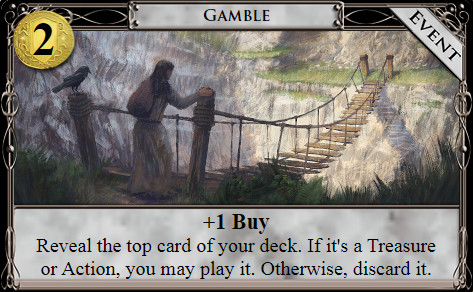 GAMBLE
2
EVENT
+1 Buy
Reveal the top card of your deck. If it's a Treasure
or Action, you may play it. Otherwise, discard it.